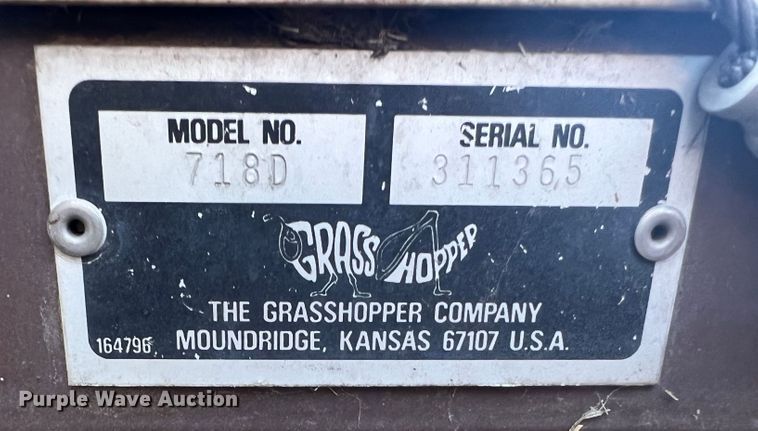 MODEL NO. SERIAL NO.
718D 311365
GRASSHOPPER
THE GRASSHOPPER COMPANY
164796 MOUNDRIDGE, KANSAS 67107 U.S.A.
Purple Wave Auction